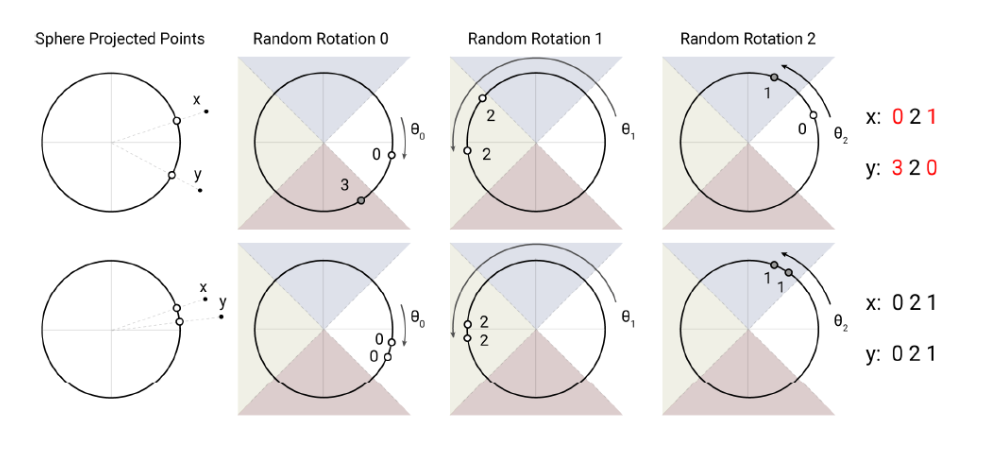 Sphere Projected Points
Random Rotation 0
Random Rotation 1
Random Rotation 2
x
y
0
3
θ0
2
2
θ1
1
0
θ2
x: 0 2 1
y: 3 2 0
x
y
0
0
θ0
2
2
θ1
1
1
θ2
x: 0 2 1
y: 0 2 1